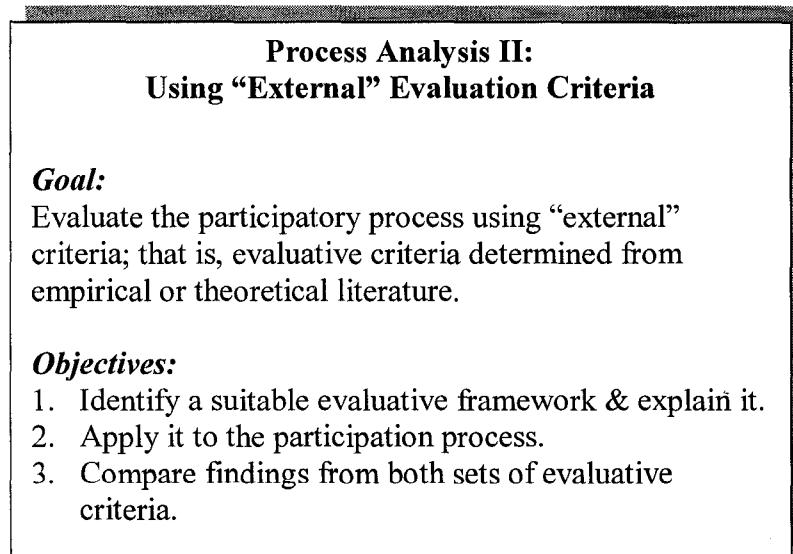 Process Analysis II:
Using “External” Evaluation Criteria
Goal:
Evaluate the participatory process using “external”
criteria; that is, evaluative criteria determined from
empirical or theoretical literature.
Objectives:
1. Identify a suitable evaluative framework & explain it.
2. Apply it to the participation process.
3. Compare findings from both sets of evaluative
criteria.